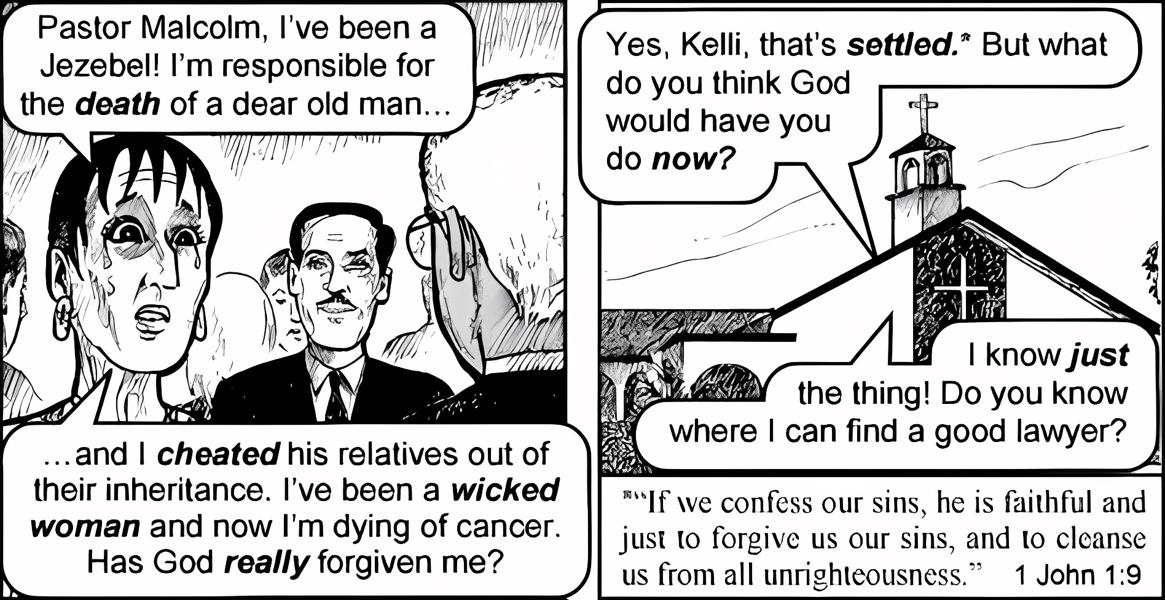 Pastor Malcolm, I've been a
Jezebel! I'm responsible for
the death of a dear old man...
...and I cheated his relatives out of
their inheritance. I've been a wicked
woman and now I'm dying of cancer.
Has God really forgiven me?
Yes, Kelli, that's settled.* But what
do you think God
would have you
do now?
I know just
the thing! Do you know
where I can find a good lawyer?
*“If we confess our sins, he is faithful and
just to forgive us our sins, and to cleanse
us from all unrighteousness.” 1 John 1:9